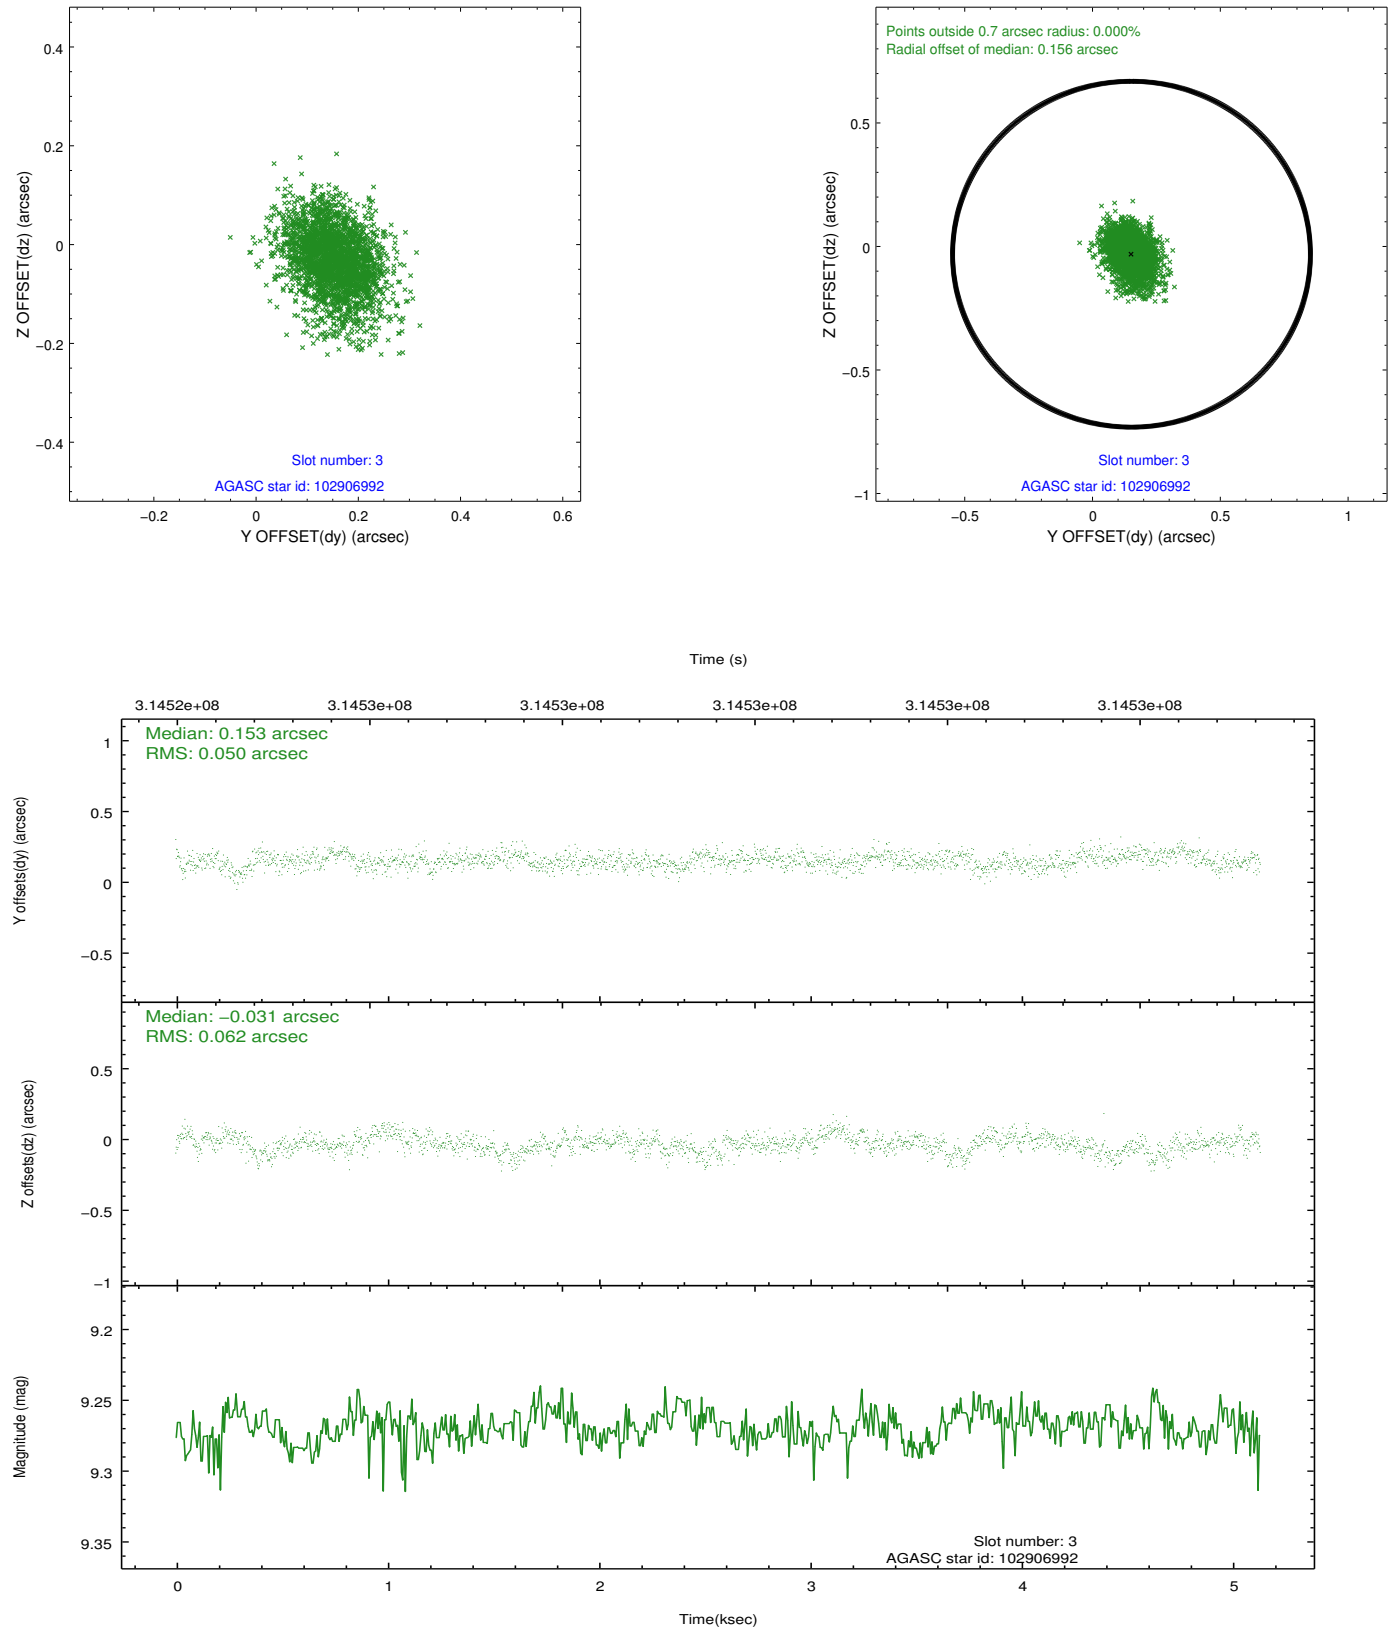 0.4
0.2
0
−0.2
−0.4
Z OFFSET(dz) (arcsec)
Slot number: 3
AGASC star id: 102906992
−0.2 0 0.2 0.4 0.6
Y OFFSET(dy) (arcsec)
Points outside 0.7 arcsec radius: 0.000%
Radial offset of median: 0.156 arcsec
0.5
0
−0.5
−1
Z OFFSET(dz) (arcsec)
Slot number: 3
AGASC star id: 102906992
−0.5 0 0.5 1
Y OFFSET(dy) (arcsec)
Time (s)
3.1452e+08 3.1453e+08 3.1453e+08 3.1453e+08 3.1453e+08 3.1453e+08
Median: 0.153 arcsec
RMS: 0.050 arcsec
1
0.5
0
−0.5
Y offsets(dy) (arcsec)
Median: −0.031 arcsec
RMS: 0.062 arcsec
0.5
0
−0.5
−1
Z offsets(dz) (arcsec)
9.2
9.25
9.3
9.35
Magnitude (mag)
Slot number: 3
AGASC star id: 102906992
0 1 2 3 4 5
Time(ksec)